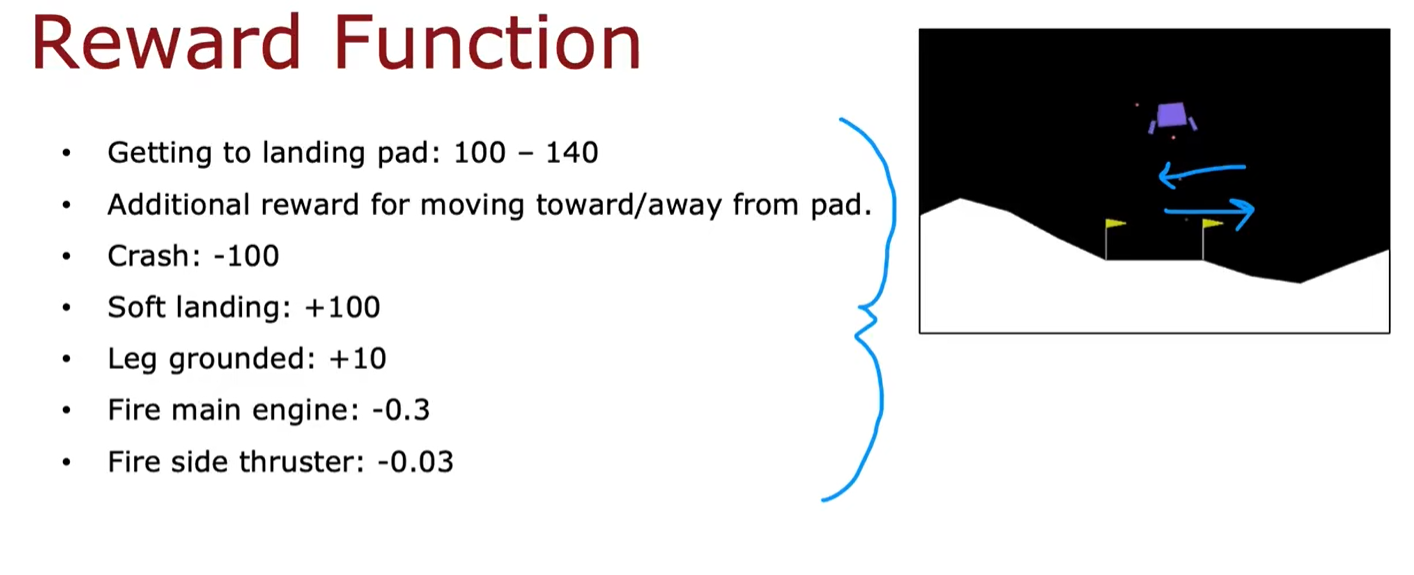 Reward Function
• Getting to landing pad: 100 – 140
• Additional reward for moving toward/away from pad.
• Crash: -100
• Soft landing: +100
• Leg grounded: +10
• Fire main engine: -0.3
• Fire side thruster: -0.03